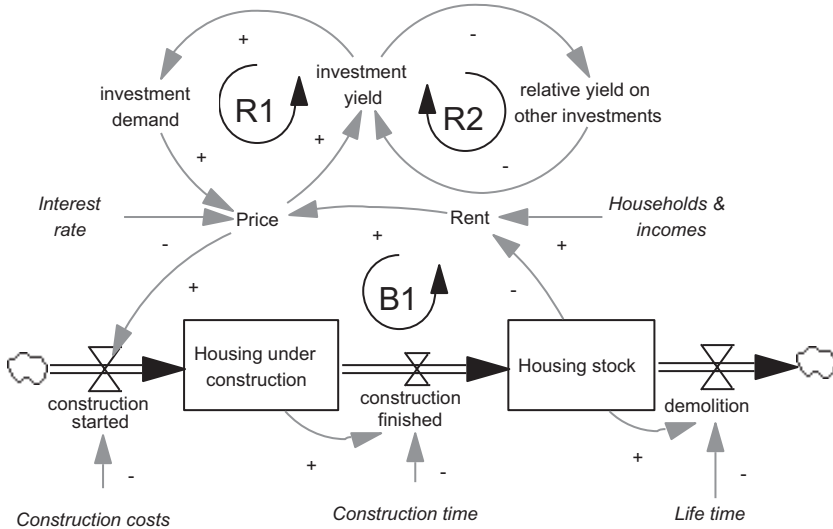 +
-
investment
yield
investment
demand
R1
R2
relative yield on
other investments
+
+
-
Interest
rate
Price
Rent
Households &
incomes
-
+
+
+
-
B1
Housing under
construction
Housing stock
construction
started
construction
finished
demolition
-
+
-
+
-
Construction costs
Construction time
Life time